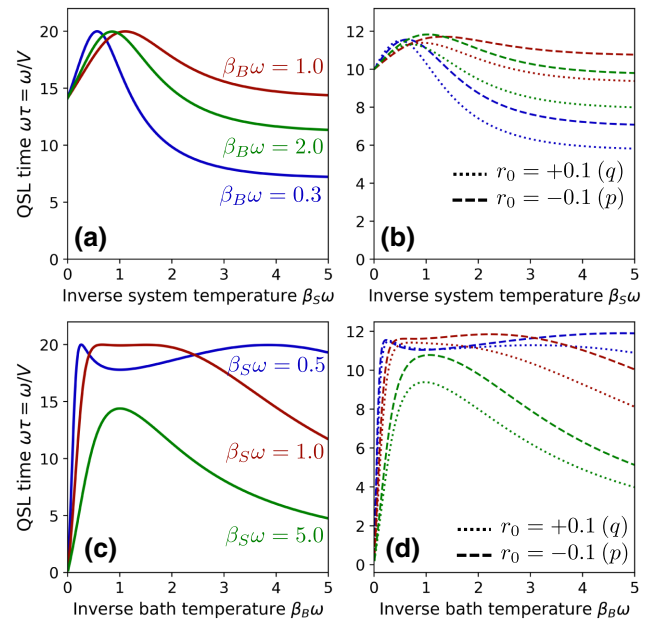 20
15
10
5
0
QSL time ωτ = ω/V
β_Bω = 1.0
β_Bω = 2.0
β_Bω = 0.3
(a)
0 1 2 3 4 5
Inverse system temperature β_Sω
12
10
8
6
4
2
0
r_0 = +0.1 (q)
r_0 = −0.1 (p)
(b)
0 1 2 3 4 5
Inverse system temperature β_Sω
20
15
10
5
0
QSL time ωτ = ω/V
β_Sω = 0.5
β_Sω = 1.0
β_Sω = 5.0
(c)
0 1 2 3 4 5
Inverse bath temperature β_Bω
12
10
8
6
4
2
0
r_0 = +0.1 (q)
r_0 = −0.1 (p)
(d)
0 1 2 3 4 5
Inverse bath temperature β_Bω